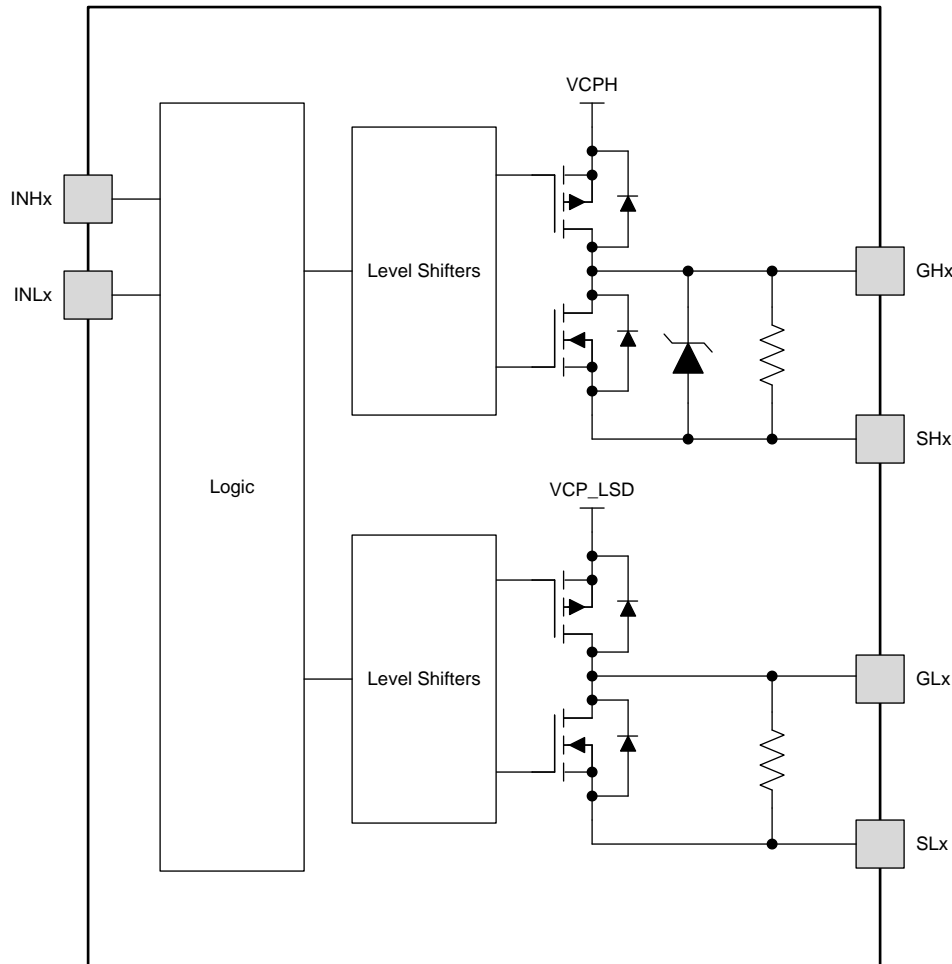 VCPH
INHx
Level Shifters
GHx
INLx
SHx
Logic
VCP_LSD
Level Shifters
GLx
SLx